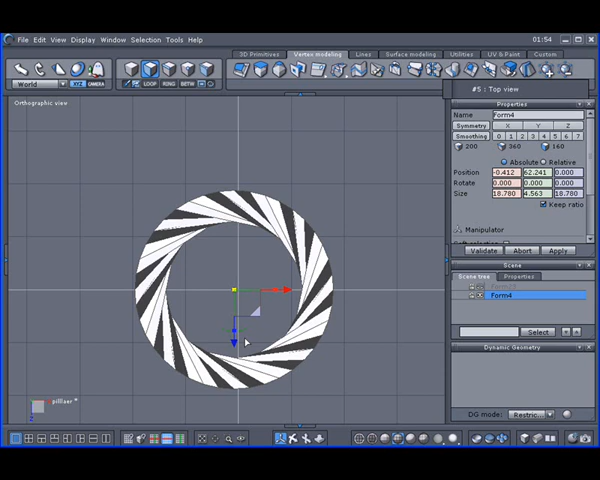 File Edit View Display Window Selection Tools Help 01:54
3D Primitives Vertex modeling Lines Surface modeling Utilities UV & Paint Custom
World XYZ CAMERA LOOP RING BETW
#5 : Top view
Orthographic view
Properties
Name Form4
Symmetry X Y Z
Smoothing 0 1 2 3 4 5 6 7
200 360 160
Absolute Relative
Position -0.412 62.241 0.000
Rotate 0.000 0.000 0.000
Size 18.780 4.563 18.780
Keep ratio
Manipulator
Validate Abort Apply
Scene
Scene tree Properties
Form4
Select
Dynamic Geometry
pilliaer *
Z
DG mode: Restric...